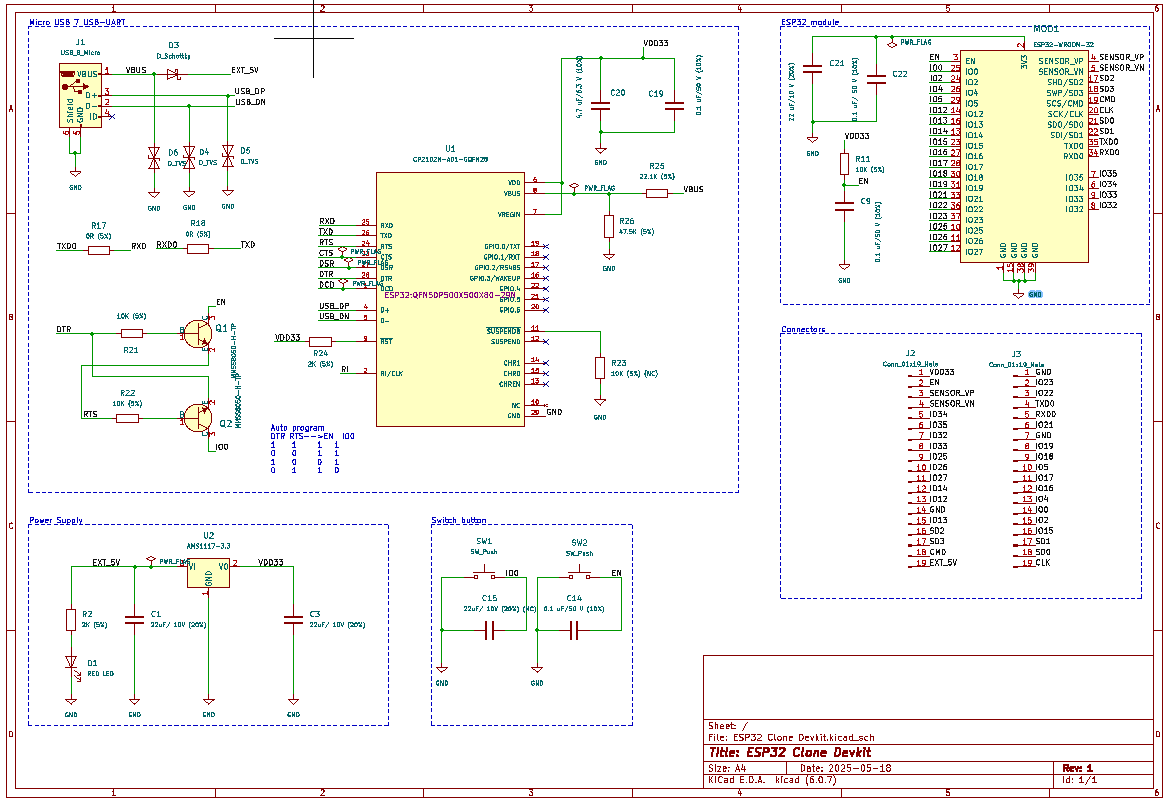 1 2 3 4 5 6
A
B
C
D
Micro USB 7 USB-UART
J1
USB_B_Micro
VBUS
D+
D-
ID
Shield
GND
1
3
2
4
6
5
VBUS
D3
D_Schottky
EXT_5V
USB_DP
USB_DN
D6
D_TVS
D4
D_TVS
D5
D_TVS
GND
GND
GND
GND
R17
0R (5%)
TXD0
RXD
R18
0R (5%)
RXD0
TXD
EN
Q1
MMSS8050-H-TP
DTR
10K (5%)
R21
R22
10K (5%)
RTS
Q2
MMSS8050-H-TP
IO0
Auto program
DTR RTS-->EN IO0
1 1 1 1
0 0 1 1
1 0 0 1
0 1 1 0
U1
CP2102N-A01-GQFN28
RXD 25 RXD
TXD 26 TXD
RTS 24 RTS
CTS CTS
DSR DSR
DTR 28 DTR
DCD DCD
PWR_FLAG
PWR_FLAG
PWR_FLAG
ESP32:QFN50P500X500X80-29N
USB_DP 4 D+
USB_DN 5 D-
VDD33
R24
2K (5%)
9 RST
RI 2 RI/CLK
VDD 6
VBUS 8
VREGIN 7
GPIO.0/TXT 19
GPIO.1/RXT 18
GPIO.2/RS485 17
GPIO.3/WAKEUP 16
GPIO.4 22
GPIO.5 21
GPIO.6 20
SUSPENDB 11
SUSPEND 12
CHR1 14
CHR0 15
CHREN 13
NC 10
GND 29
GND
VDD33
4.7 uF/6.3 V (10%)
C20
C19
0.1 uF/50 V (10%)
GND
PWR_FLAG
R25
22.1K (5%)
VBUS
R26
47.5K (5%)
GND
R23
10K (5%) (NC)
GND
ESP32 module
VDD33
PWR_FLAG
C21
22 uF/10 V (20%)
C22
0.1 uF/ 50 V (10%)
GND
VDD33
R11
10K (5%)
EN
C9
0.1 uF/50 V (10%)
GND
MOD1
ESP32-WROOM-32
2
3V3
EN 3 EN
IO0 25 IO0
IO2 24 IO2
IO4 26 IO4
IO5 29 IO5
IO12 14 IO12
IO13 16 IO13
IO14 13 IO14
IO15 23 IO15
IO16 27 IO16
IO17 28 IO17
IO18 30 IO18
IO19 31 IO19
IO21 33 IO21
IO22 36 IO22
IO23 37 IO23
IO25 10 IO25
IO26 11 IO26
IO27 12 IO27
SENSOR_VP 4 SENSOR_VP
SENSOR_VN 5 SENSOR_VN
SHD/SD2 17 SD2
SWP/SD3 18 SD3
SCS/CMD 19 CMD
SCK/CLK 20 CLK
SDO/SD0 21 SD0
SDI/SD1 22 SD1
TXD0 35 TXD0
RXD0 34 RXD0
IO35 7 IO35
IO34 6 IO34
IO33 9 IO33
IO32 8 IO32
GND GND GND GND
1 15 38 39
GND
Connectors
J2
Conn_01x19_Male
1 VDD33
2 EN
3 SENSOR_VP
4 SENSOR_VN
5 IO34
6 IO35
7 IO32
8 IO33
9 IO25
10 IO26
11 IO27
12 IO14
13 IO12
14 GND
15 IO13
16 SD2
17 SD3
18 CMD
19 EXT_5V
J3
Conn_01x19_Male
1 GND
2 IO23
3 IO22
4 TXD0
5 RXD0
6 IO21
7 GND
8 IO19
9 IO18
10 IO5
11 IO17
12 IO16
13 IO4
14 IO0
15 IO2
16 IO15
17 SD1
18 SD0
19 CLK
Power Supply
EXT_5V
PWR_FLAG
U2
AMS1117-3.3
3 VI
VO 2
GND
1
VDD33
R2
2K (5%)
D1
RED LED
C1
22uF/ 10V (20%)
C3
22uF/ 10V (20%)
GND
GND
GND
GND
Switch button
SW1
SW_Push
IO0
C15
22uF/ 10V (20%) (NC)
GND
SW2
SW_Push
EN
C14
0.1 uF/50 V (10%)
GND
Sheet: /
File: ESP32 Clone Devkit.kicad_sch
Title: ESP32 Clone Devkit
Size: A4
Date: 2025-05-18
Rev: 1
KiCad E.D.A. kicad (6.0.7)
Id: 1/1
1 2 3 4 5 6